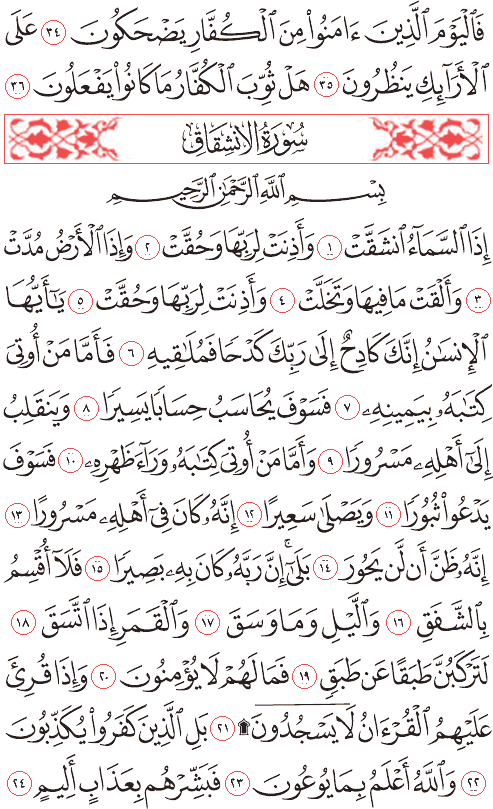 فَٱلْيَوْمَ ٱلَّذِينَ ءَامَنُوا۟ مِنَ ٱلْكُفَّارِ يَضْحَكُونَ ٣٤ عَلَى
ٱلْأَرَآئِكِ يَنظُرُونَ ٣٥ هَلْ ثُوِّبَ ٱلْكُفَّارُ مَا كَانُوا۟ يَفْعَلُونَ ٣٦
سُورَةُ الانشِقَاقِ
بِسْمِ ٱللَّهِ ٱلرَّحْمَٰنِ ٱلرَّحِيمِ
إِذَا ٱلسَّمَآءُ ٱنشَقَّتْ ١ وَأَذِنَتْ لِرَبِّهَا وَحُقَّتْ ٢ وَإِذَا ٱلْأَرْضُ مُدَّتْ
٣ وَأَلْقَتْ مَا فِيهَا وَتَخَلَّتْ ٤ وَأَذِنَتْ لِرَبِّهَا وَحُقَّتْ ٥ يَٰٓأَيُّهَا
ٱلْإِنسَٰنُ إِنَّكَ كَادِحٌ إِلَىٰ رَبِّكَ كَدْحًا فَمُلَٰقِيهِ ٦ فَأَمَّا مَنْ أُوتِىَ
كِتَٰبَهُۥ بِيَمِينِهِۦ ٧ فَسَوْفَ يُحَاسَبُ حِسَابًا يَسِيرًا ٨ وَيَنقَلِبُ
إِلَىٰٓ أَهْلِهِۦ مَسْرُورًا ٩ وَأَمَّا مَنْ أُوتِىَ كِتَٰبَهُۥ وَرَآءَ ظَهْرِهِۦ ١٠ فَسَوْفَ
يَدْعُوا۟ ثُبُورًا ١١ وَيَصْلَىٰ سَعِيرًا ١٢ إِنَّهُۥ كَانَ فِىٓ أَهْلِهِۦ مَسْرُورًا ١٣
إِنَّهُۥ ظَنَّ أَن لَّن يَحُورَ ١٤ بَلَىٰٓۚ إِنَّ رَبَّهُۥ كَانَ بِهِۦ بَصِيرًا ١٥ فَلَآ أُقْسِمُ
بِٱلشَّفَقِ ١٦ وَٱلَّيْلِ وَمَا وَسَقَ ١٧ وَٱلْقَمَرِ إِذَا ٱتَّسَقَ ١٨
لَتَرْكَبُنَّ طَبَقًا عَن طَبَقٍ ١٩ فَمَا لَهُمْ لَا يُؤْمِنُونَ ٢٠ وَإِذَا قُرِئَ
عَلَيْهِمُ ٱلْقُرْءَانُ لَا يَسْجُدُونَ ۩ ٢١ بَلِ ٱلَّذِينَ كَفَرُوا۟ يُكَذِّبُونَ
٢٢ وَٱللَّهُ أَعْلَمُ بِمَا يُوعُونَ ٢٣ فَبَشِّرْهُم بِعَذَابٍ أَلِيمٍ ٢٤